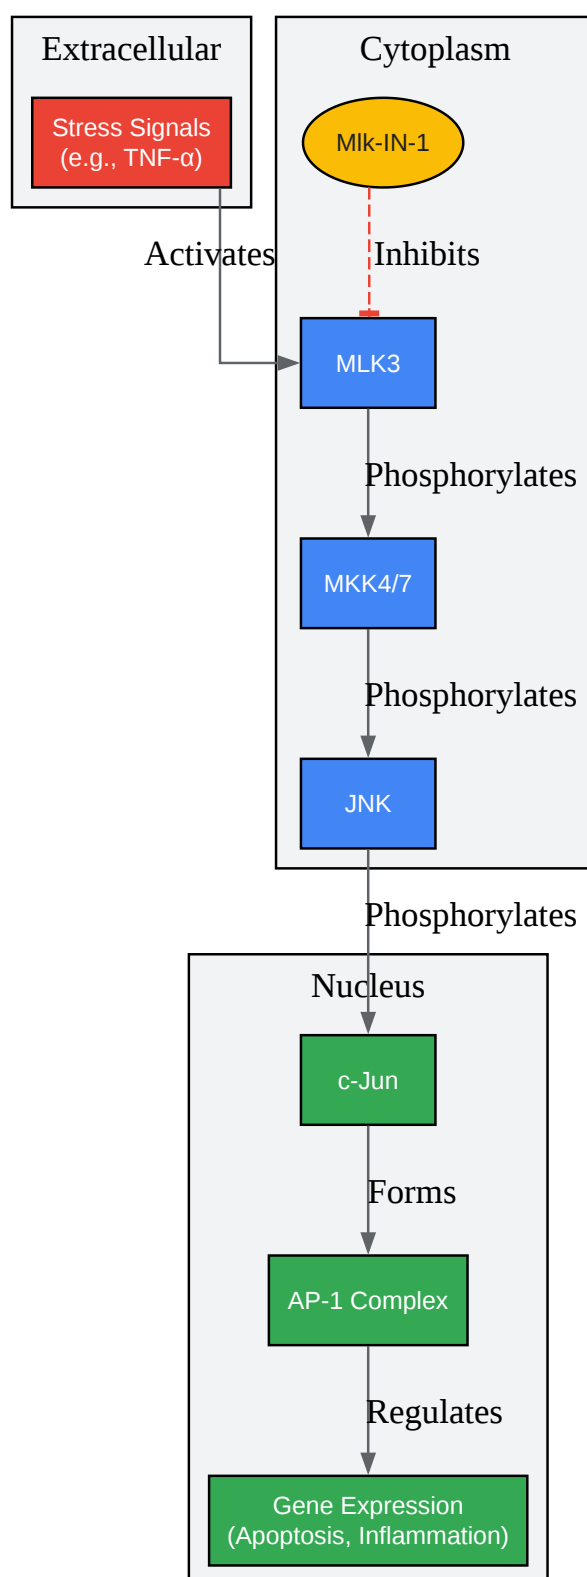 Extracellular
Cytoplasm
Stress Signals
(e.g., TNF-α)
Mlk-IN-1
Activates
Inhibits
MLK3
Phosphorylates
MKK4/7
Phosphorylates
JNK
Phosphorylates
Nucleus
c-Jun
Forms
AP-1 Complex
Regulates
Gene Expression
(Apoptosis, Inflammation)